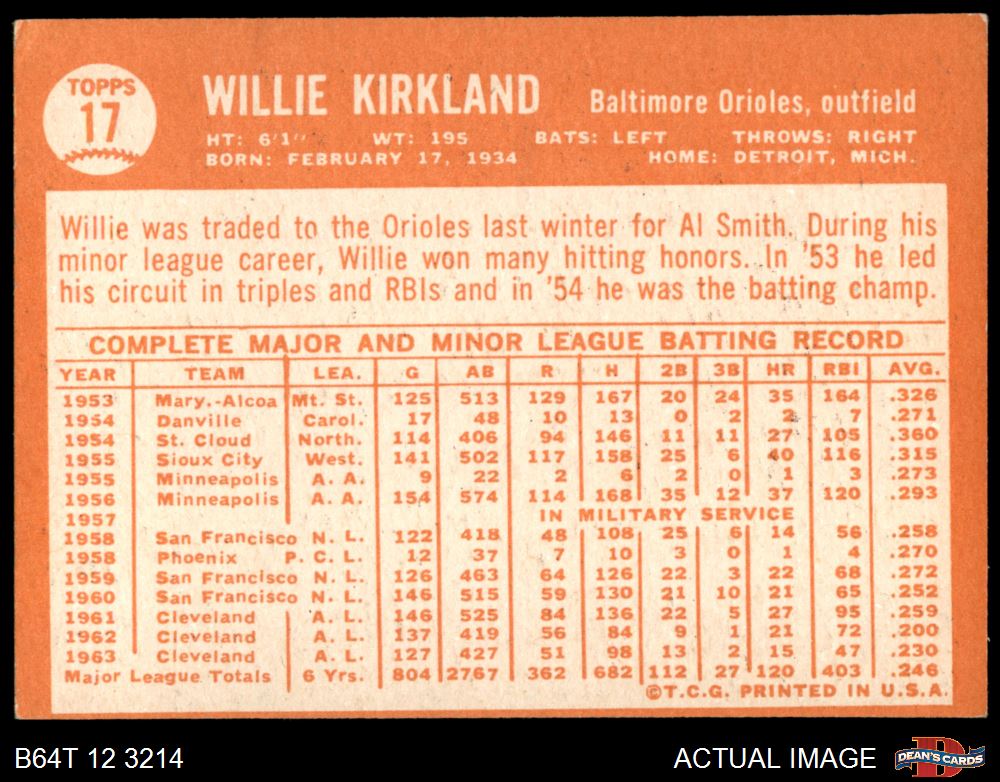 TOPPS
17
WILLIE KIRKLAND Baltimore Orioles, outfield
HT: 6'1" WT: 195 BATS: LEFT THROWS: RIGHT
BORN: FEBRUARY 17, 1934 HOME: DETROIT, MICH.
Willie was traded to the Orioles last winter for Al Smith. During his
minor league career, Willie won many hitting honors. In '53 he led
his circuit in triples and RBIs and in '54 he was the batting champ.
COMPLETE MAJOR AND MINOR LEAGUE BATTING RECORD
YEAR TEAM LEA. G AB R H 2B 3B HR RBI AVG.
1953 Mary.-Alcoa Mt. St. 125 513 129 167 20 24 35 164 .326
1954 Danville Carol. 17 48 10 13 0 2 2 7 .271
1954 St. Cloud North. 114 406 94 146 11 11 27 105 .360
1955 Sioux City West. 141 502 117 158 25 6 40 116 .315
1955 Minneapolis A. A. 9 22 2 6 2 0 1 3 .273
1956 Minneapolis A. A. 154 574 114 168 35 12 37 120 .293
1957 IN MILITARY SERVICE
1958 San Francisco N. L. 122 418 48 108 25 6 14 56 .258
1958 Phoenix P. C. L. 12 37 7 10 3 0 1 4 .270
1959 San Francisco N. L. 126 463 64 126 22 3 22 68 .272
1960 San Francisco N. L. 146 515 59 130 21 10 21 65 .252
1961 Cleveland A. L. 146 525 84 136 22 5 27 95 .259
1962 Cleveland A. L. 137 419 56 84 9 1 21 72 .200
1963 Cleveland A. L. 127 427 51 98 13 2 15 47 .230
Major League Totals 6 Yrs. 804 2767 362 682 112 27 120 403 .246
©T.C.G. PRINTED IN U.S.A.
B64T 12 3214 ACTUAL IMAGE D DEAN'S CARDS